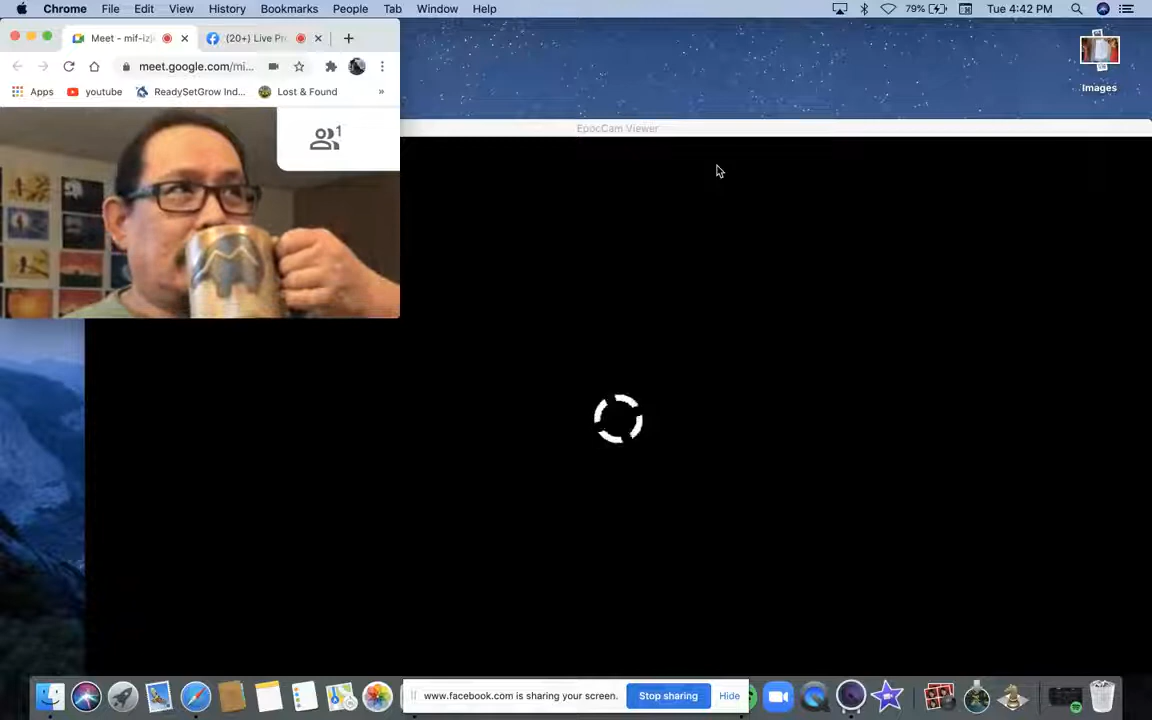 Chrome File Edit View History Bookmarks People Tab Window Help 79% Tue 4:42 PM
Meet - mif-iz (20+) Live Pr
meet.google.com/mi...
Apps youtube ReadySetGrow Ind... Lost & Found »
Images
EpocCam Viewer
1
www.facebook.com is sharing your screen. Stop sharing Hide